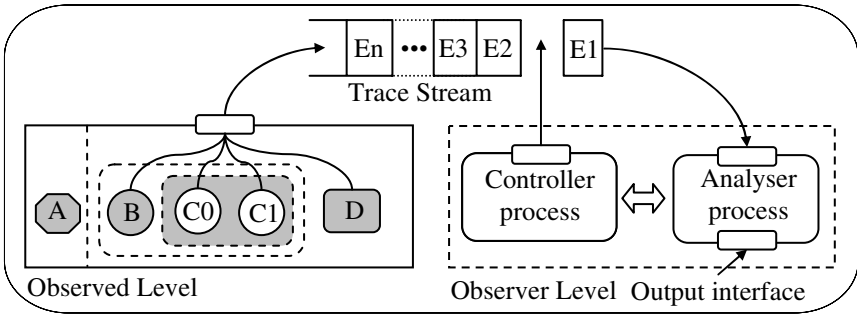 En ••• E3 E2 E1
Trace Stream
A B C0 C1 D
Controller
process
Analyser
process
Observed Level
Observer Level
Output interface